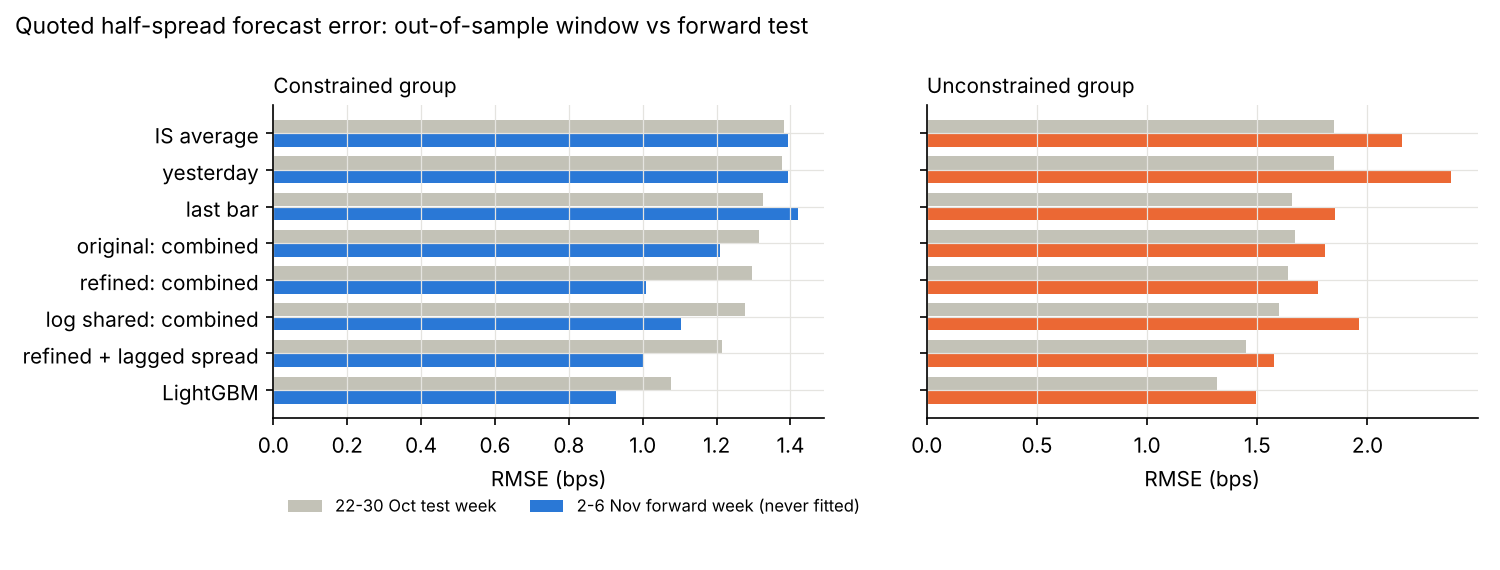 Quoted half-spread forecast error: out-of-sample window vs forward test
Constrained group
IS average
yesterday
last bar
original: combined
refined: combined
log shared: combined
refined + lagged spread
LightGBM
0.0 0.2 0.4 0.6 0.8 1.0 1.2 1.4
RMSE (bps)
Unconstrained group
0.0 0.5 1.0 1.5 2.0
RMSE (bps)
22-30 Oct test week
2-6 Nov forward week (never fitted)